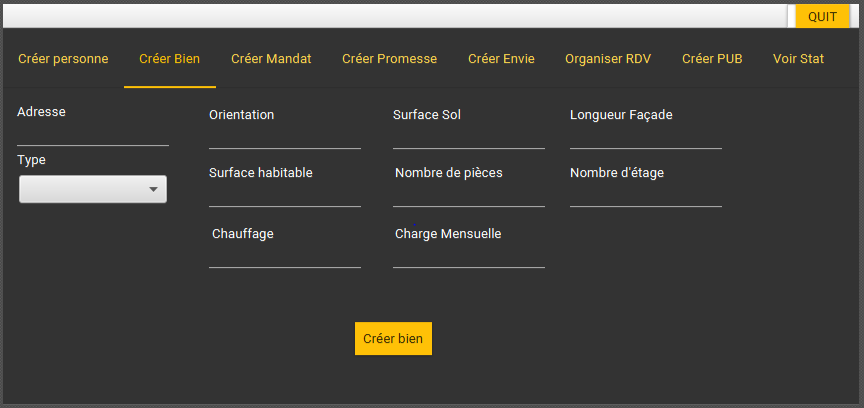 QUIT
Créer personne Créer Bien Créer Mandat Créer Promesse Créer Envie Organiser RDV Créer PUB Voir Stat
Adresse Orientation Surface Sol Longueur Façade
Type Surface habitable Nombre de pièces Nombre d'étage
Chauffage Charge Mensuelle
Créer bien